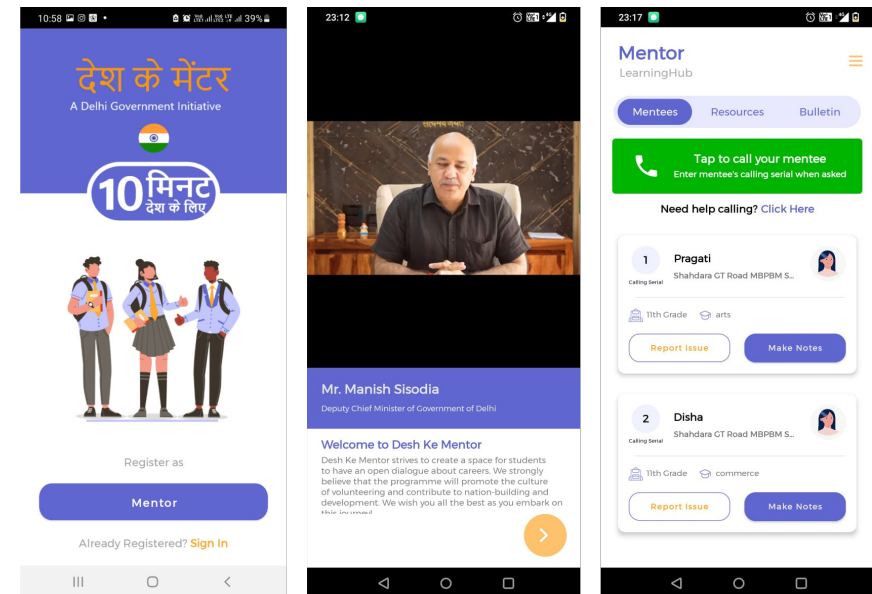 10:58
39%
देश के मेंटर
A Delhi Government Initiative
10 मिनट
देश के लिए
Register as
Mentor
Already Registered? Sign In
23:12
सत्यमेव जयते
Mr. Manish Sisodia
Deputy Chief Minister of Government of Delhi
Welcome to Desh Ke Mentor
Desh Ke Mentor strives to create a space for students
to have an open dialogue about careers. We strongly
believe that the programme will promote the culture
of volunteering and contribute to nation-building and
development. We wish you all the best as you embark on
this journey!
23:17
Mentor
LearningHub
Mentees Resources Bulletin
Tap to call your mentee
Enter mentee's calling serial when asked
Need help calling? Click Here
1 Pragati
Calling Serial Shahdara GT Road MBPBM S...
11th Grade arts
Report Issue Make Notes
2 Disha
Calling Serial Shahdara GT Road MBPBM S...
11th Grade commerce
Report Issue Make Notes